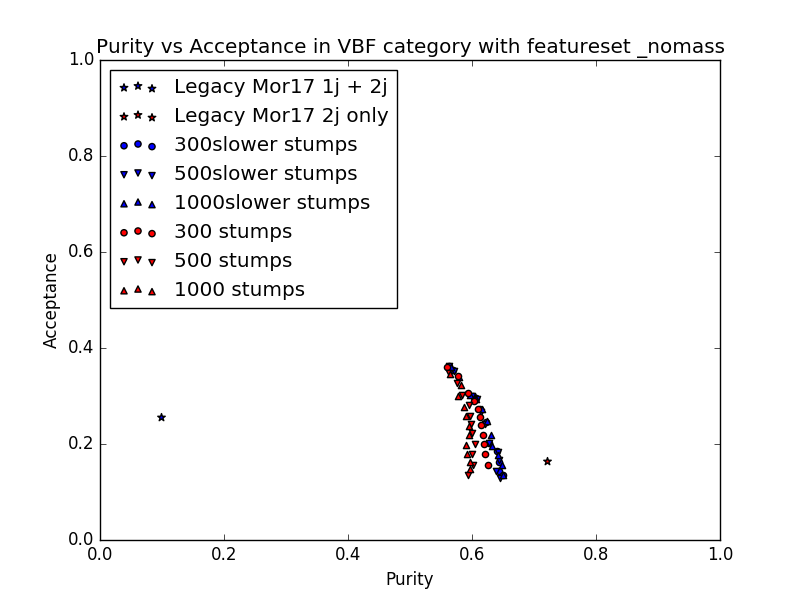 Purity vs Acceptance in VBF category with featureset _nomass
1.0
Legacy Mor17 1j + 2j
Legacy Mor17 2j only
300slower stumps
500slower stumps
1000slower stumps
300 stumps
500 stumps
1000 stumps
0.8
0.6
0.4
0.2
0.0
Acceptance
0.0 0.2 0.4 0.6 0.8 1.0
Purity